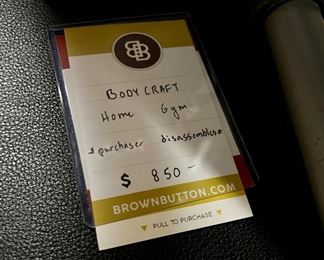 BB
BODY CRAFT
Home Gym
*purchaser disassembles*
$ 850 -
BROWNBUTTON.COM
▼ PULL TO PURCHASE ▼